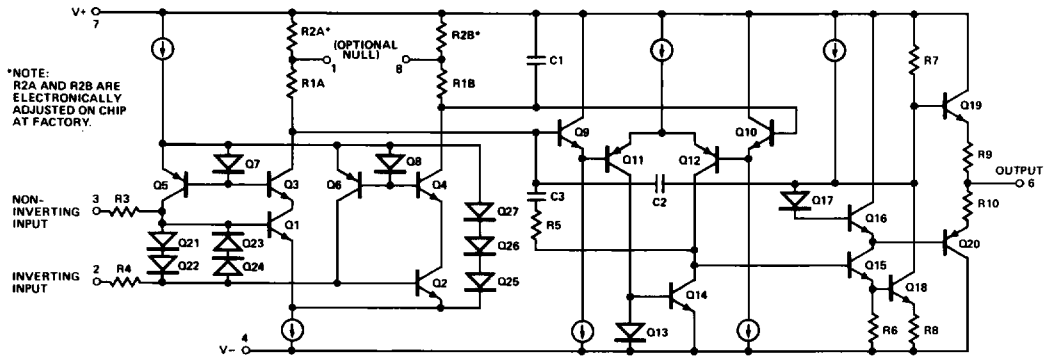 V+
7
R2A*
(OPTIONAL
NULL)
R2B*
1
8
R1A
R1B
C1
R7
*NOTE:
R2A AND R2B ARE
ELECTRONICALLY
ADJUSTED ON CHIP
AT FACTORY.
Q9
Q10
Q19
Q11
Q12
Q7
Q8
Q5
Q3
Q6
Q4
R9
OUTPUT
6
NON-
INVERTING
INPUT
3
R3
C3
C2
Q17
Q16
R10
Q27
Q1
R5
Q21
Q23
Q26
Q20
Q22
Q24
Q15
INVERTING
INPUT
2
R4
Q25
Q2
Q14
Q18
Q13
R6
R8
V-
4